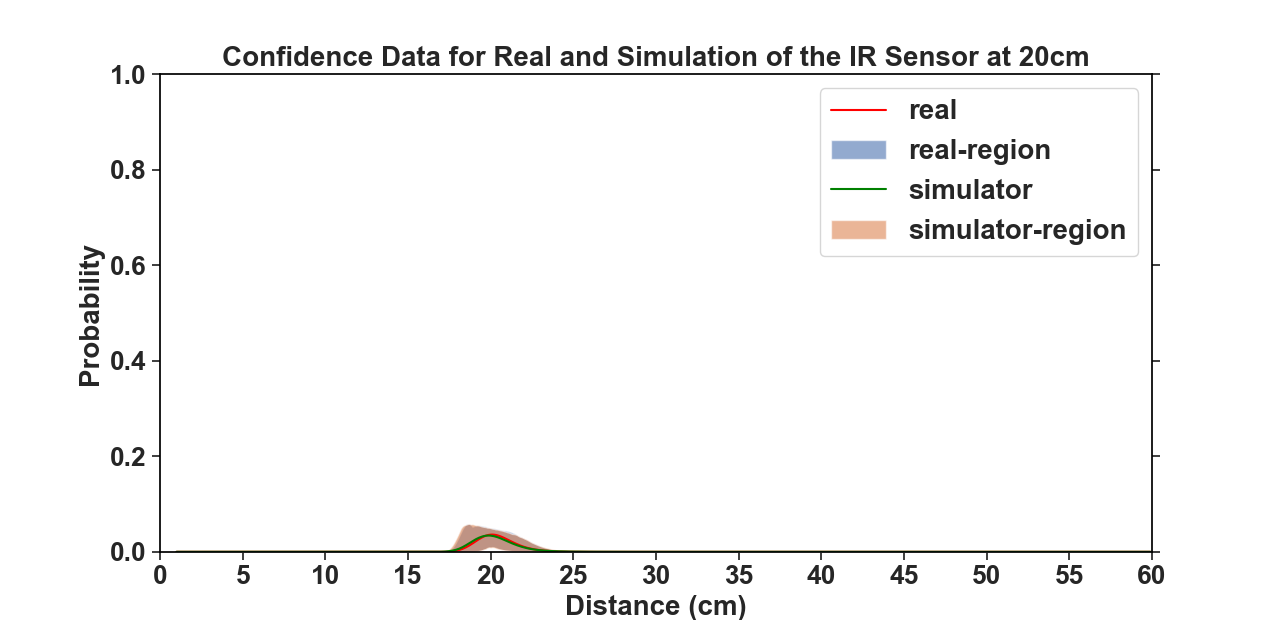 Confidence Data for Real and Simulation of the IR Sensor at 20cm
1.0
0.8
0.6
0.4
0.2
0.0
Probability
real
real-region
simulator
simulator-region
0 5 10 15 20 25 30 35 40 45 50 55 60
Distance (cm)